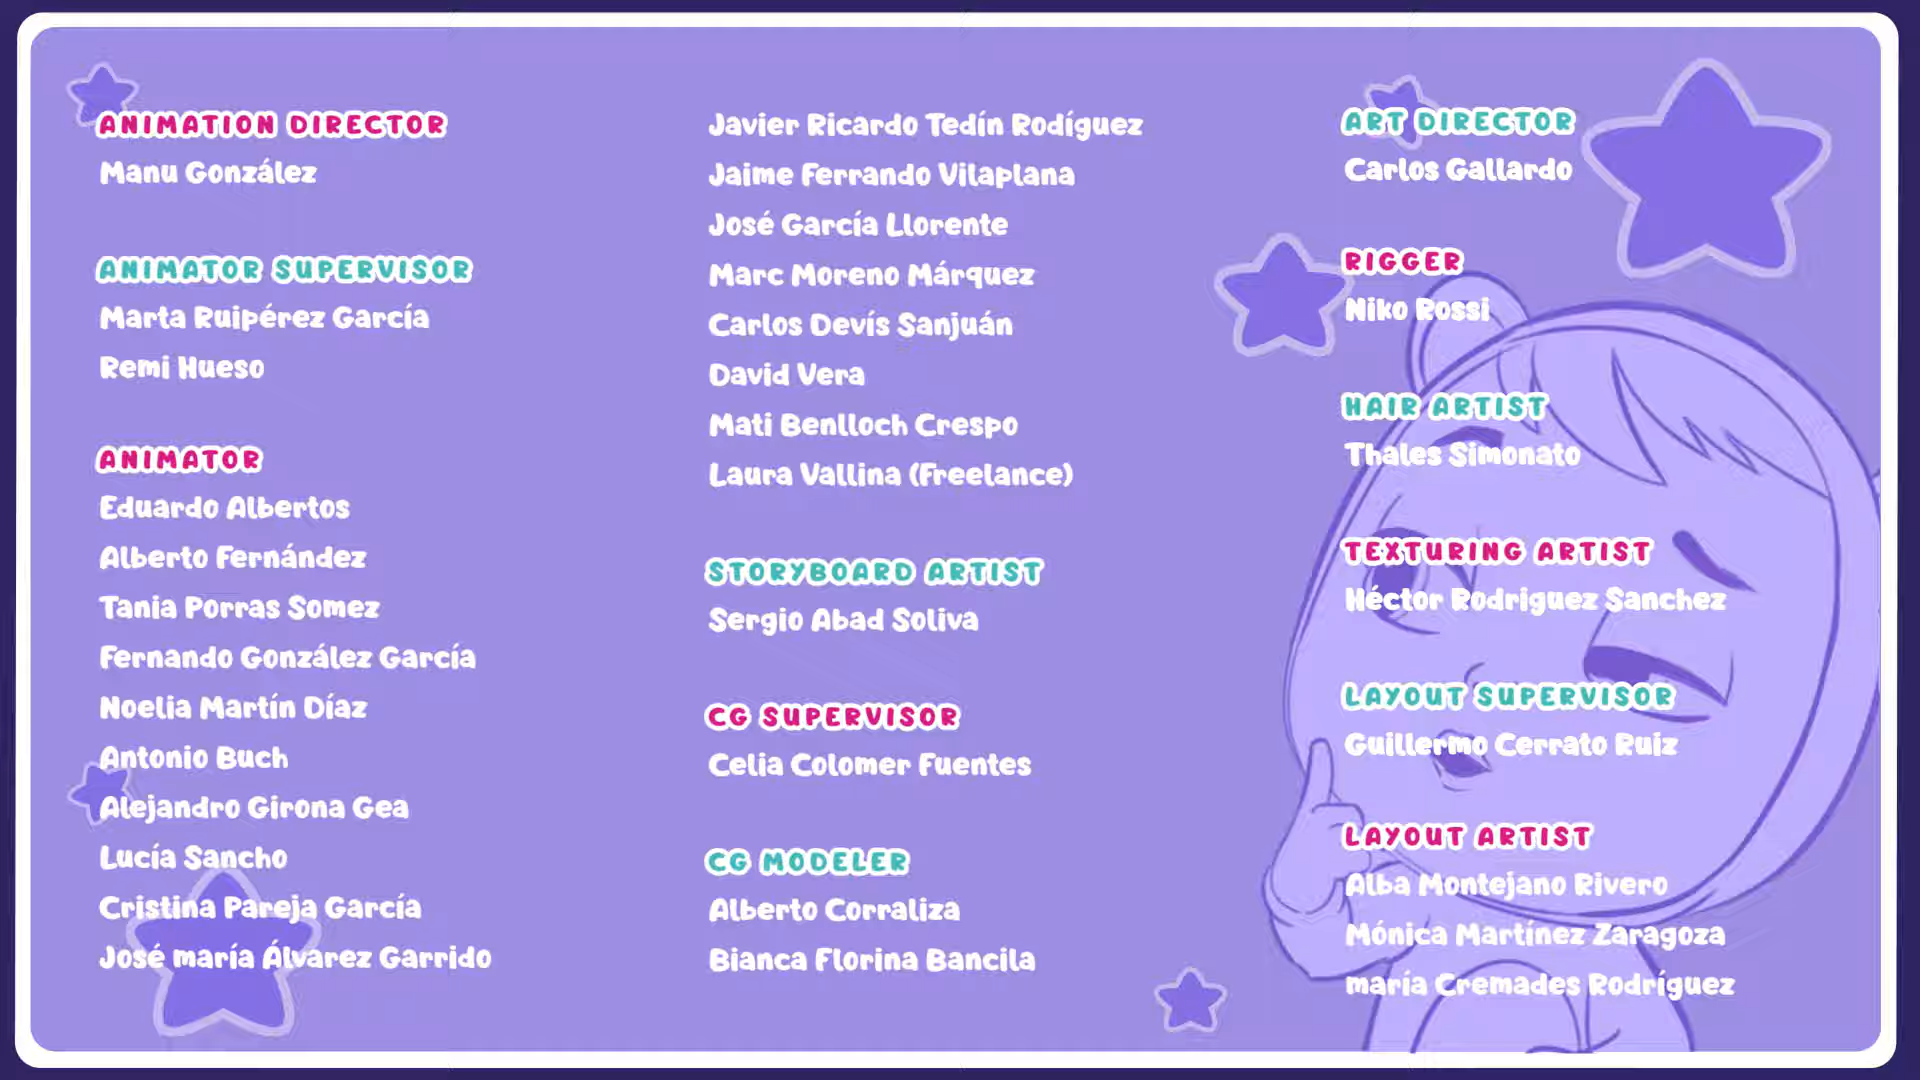 ANIMATION DIRECTOR
Manu González
ANIMATOR SUPERVISOR
Marta Ruipérez García
Remi Hueso
ANIMATOR
Eduardo Albertos
Alberto Fernández
Tania Porras Somez
Fernando González García
Noelia Martín Díaz
Antonio Buch
Alejandro Girona Gea
Lucía Sancho
Cristina Pareja García
José maría Álvarez Garrido
Javier Ricardo Tedín Rodíguez
Jaime Ferrando Vilaplana
José García Llorente
Marc Moreno Márquez
Carlos Devís Sanjuán
David Vera
Mati Benlloch Crespo
Laura Vallina (Freelance)
STORYBOARD ARTIST
Sergio Abad Soliva
CG SUPERVISOR
Celia Colomer Fuentes
CG MODELER
Alberto Corraliza
Bianca Florina Bancila
ART DIRECTOR
Carlos Gallardo
RIGGER
Niko Rossi
HAIR ARTIST
Thales Simonato
TEXTURING ARTIST
Héctor Rodriguez Sanchez
LAYOUT SUPERVISOR
Guillermo Cerrato Ruiz
LAYOUT ARTIST
Alba Montejano Rivero
Mónica Martínez Zaragoza
maría Cremades Rodríguez